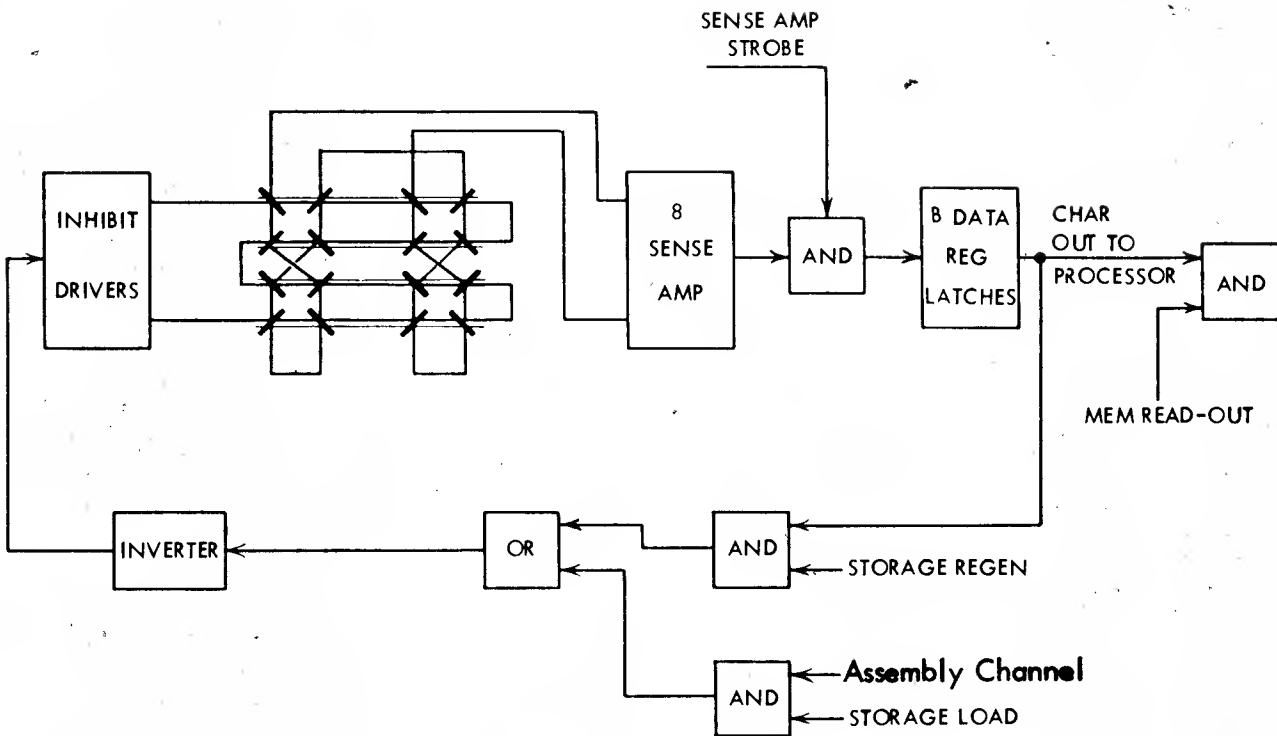 SENSE AMP
STROBE
INHIBIT
DRIVERS
8
SENSE
AMP
AND
B DATA
REG
LATCHES
CHAR
OUT TO
PROCESSOR
AND
MEM READ-OUT
INVERTER
OR
AND
STORAGE REGEN
AND
Assembly Channel
STORAGE LOAD